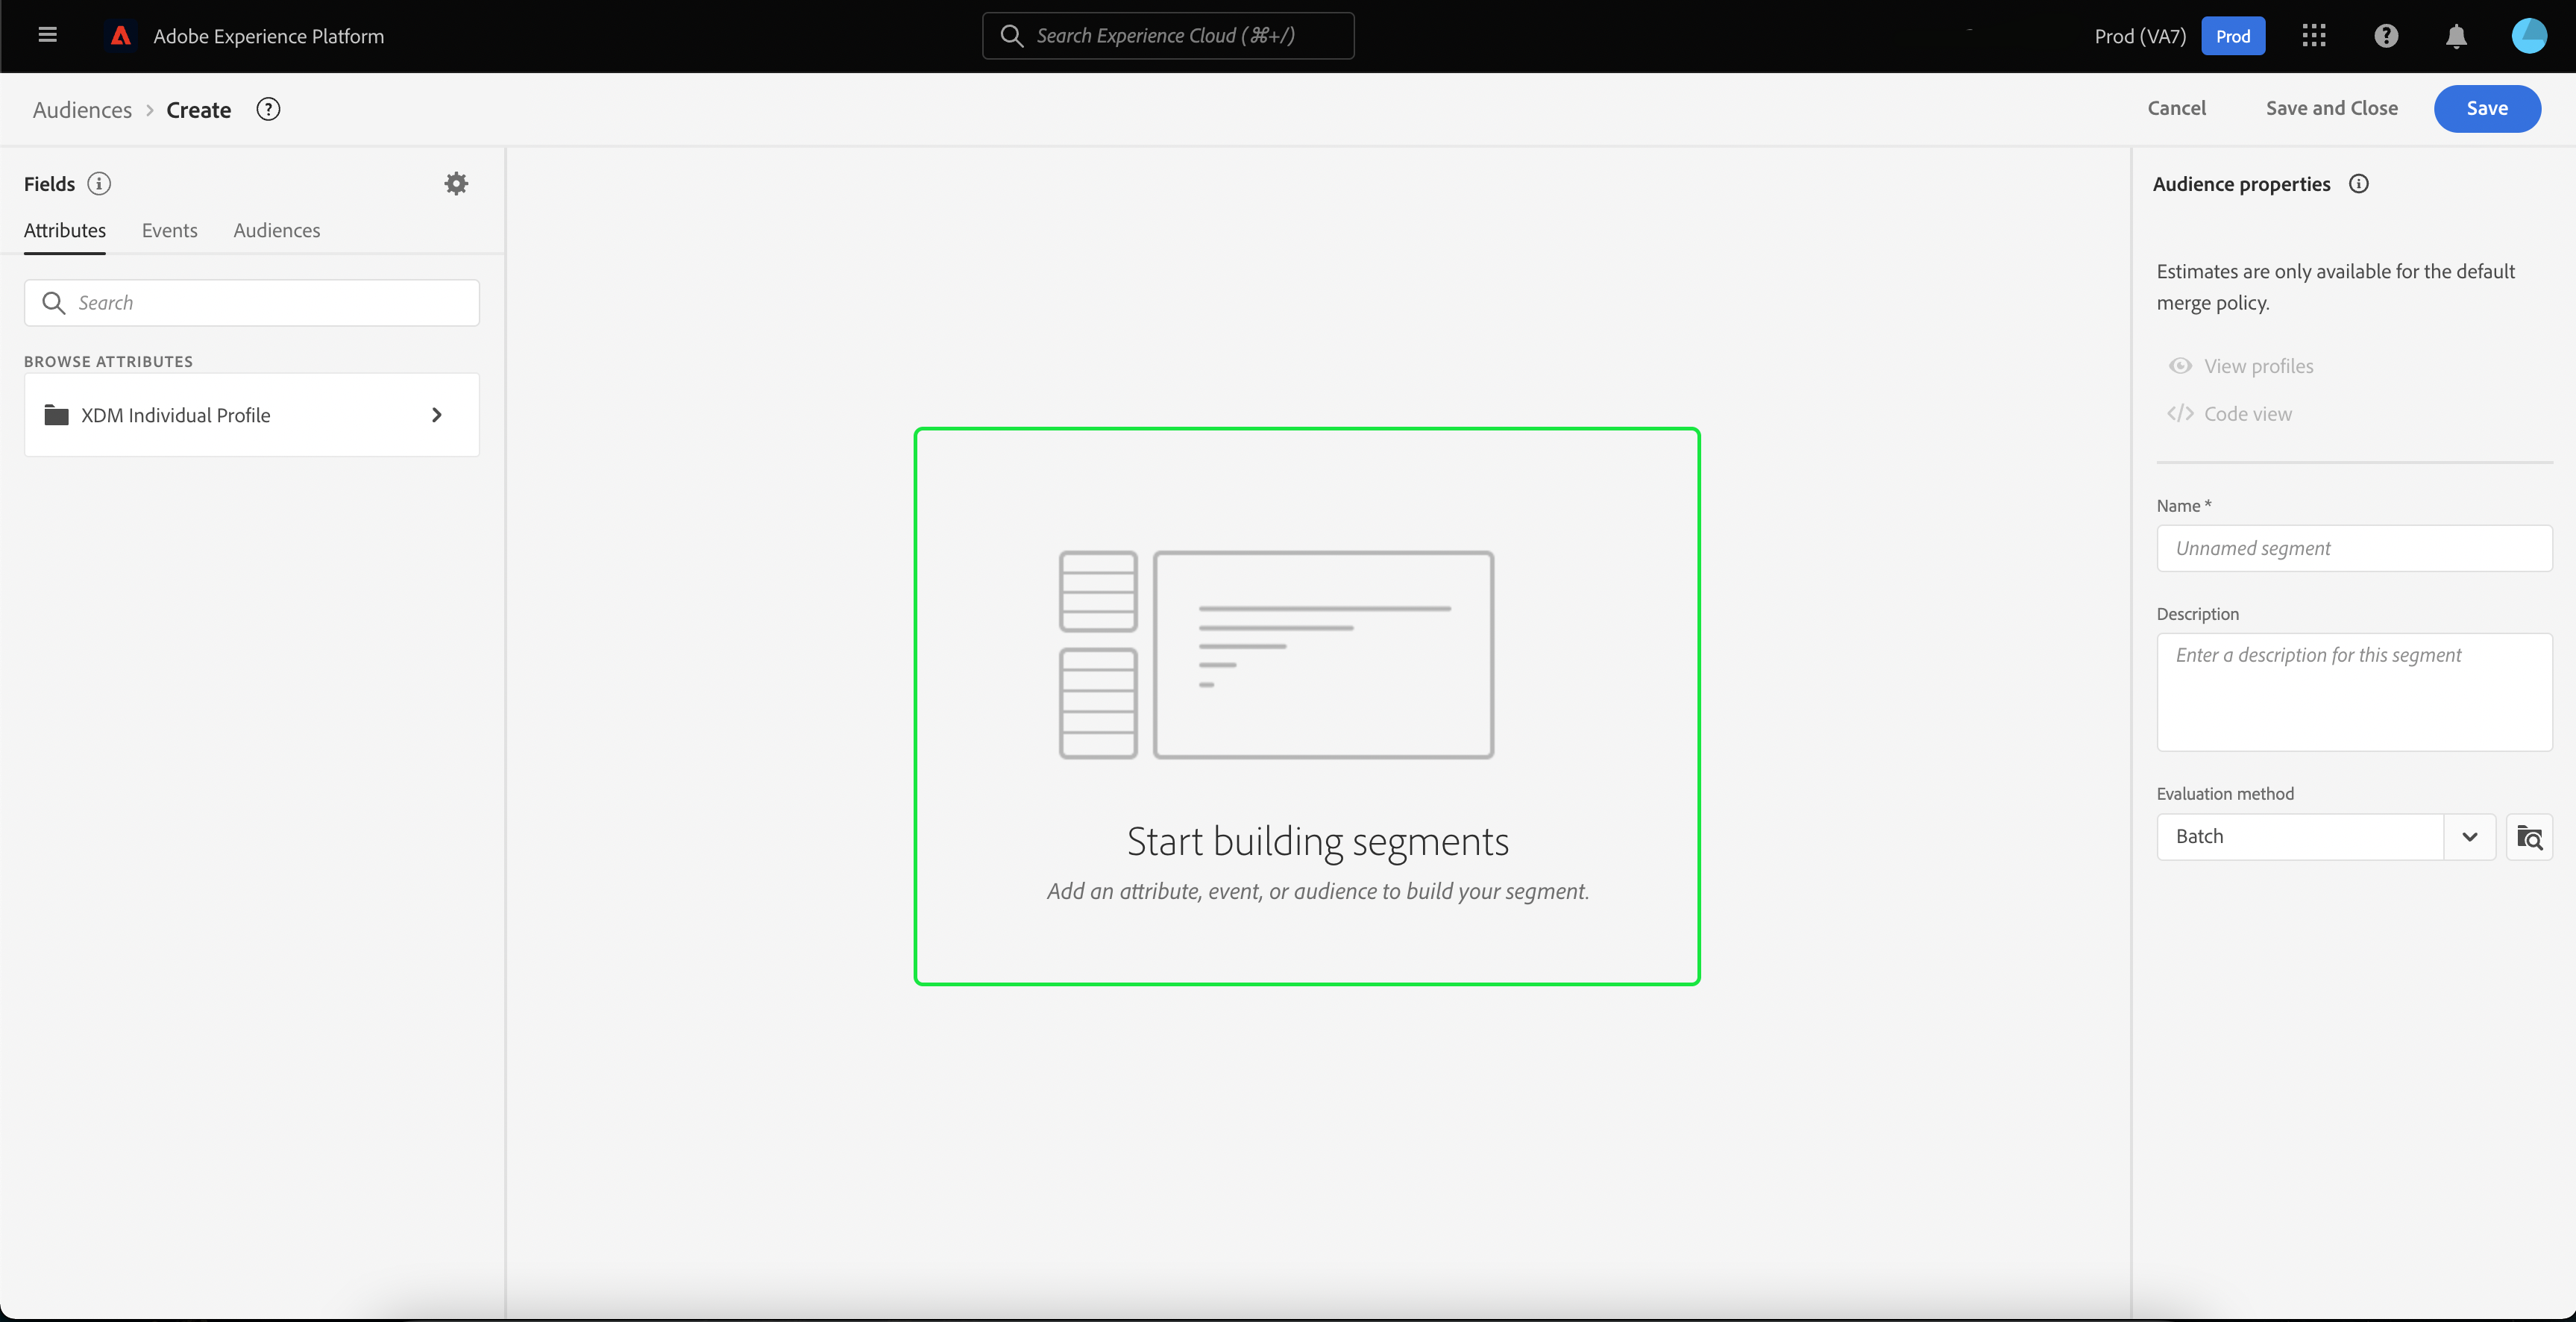 Adobe Experience Platform
Search Experience Cloud (⌘+/)
Prod (VA7)
Prod
Audiences > Create
Cancel
Save and Close
Save
Fields
Attributes
Events
Audiences
Search
BROWSE ATTRIBUTES
XDM Individual Profile
Start building segments
Add an attribute, event, or audience to build your segment.
Audience properties
Estimates are only available for the default
merge policy.
View profiles
</> Code view
Name *
Unnamed segment
Description
Enter a description for this segment
Evaluation method
Batch